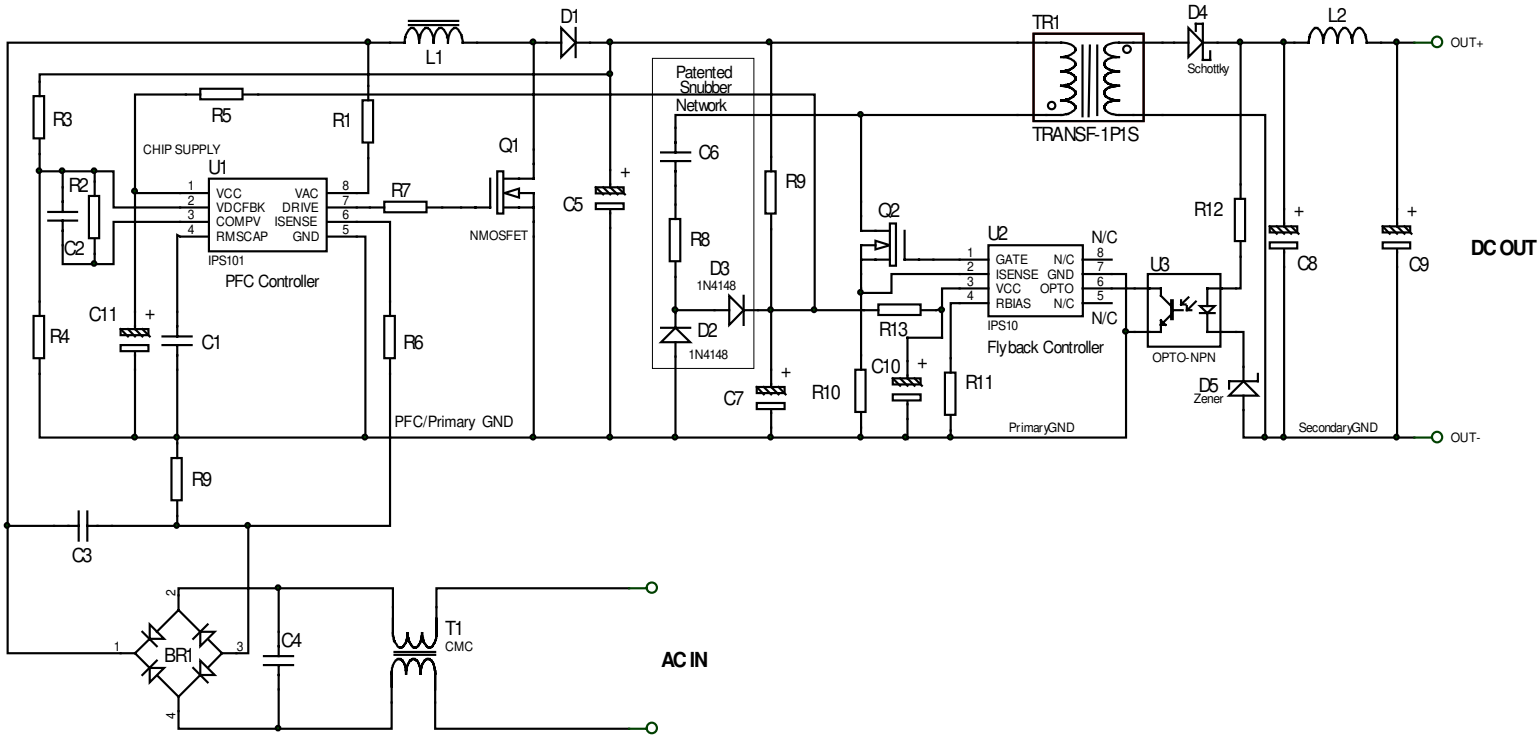 D1
TR1
D4
L2
OUT+
L1
Schottky
Patented
Snubber
Network
R3
R5
R1
TRANSF-1P1S
CHIP SUPPLY
U1
Q1
C6
R2
C2
1
2
3
4
VCC
VDCFBK
COMPV
RMSCAP
VAC
DRIVE
ISENSE
GND
8
7
6
5
IPS101
PFC Controller
R7
NMOSFET
C5
+
R9
R8
D3
1N4148
D2
1N4148
Q2
U2
N/C
1
2
3
4
GATE
ISENSE
VCC
RBIAS
N/C
GND
OPTO
N/C
8
7
6
5
N/C
IPS10
Flyback Controller
R13
U3
OPTO-NPN
R12
+
C8
+
C9
DC OUT
R4
C11
+
C1
R6
C7
+
R10
C10
+
R11
D5
Zener
PFC/Primary GND
PrimaryGND
SecondaryGND
OUT-
R9
C3
2
1
BR1
3
4
C4
T1
CMC
AC IN